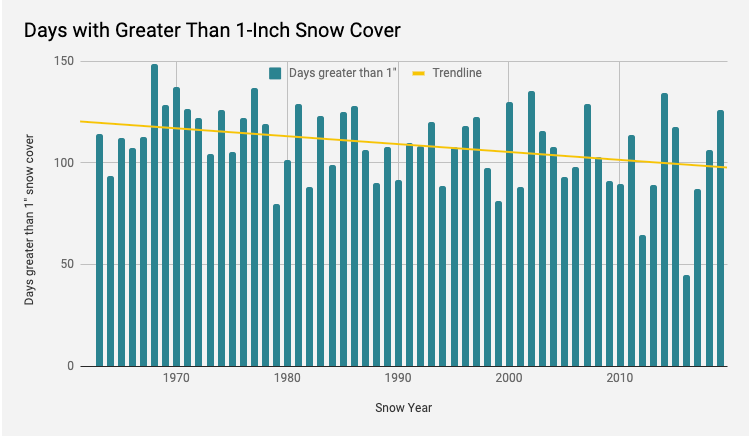 Days with Greater Than 1-Inch Snow Cover
Days greater than 1"
Trendline
Days greater than 1" snow cover
150
100
50
0
1970
1980
1990
2000
2010
Snow Year